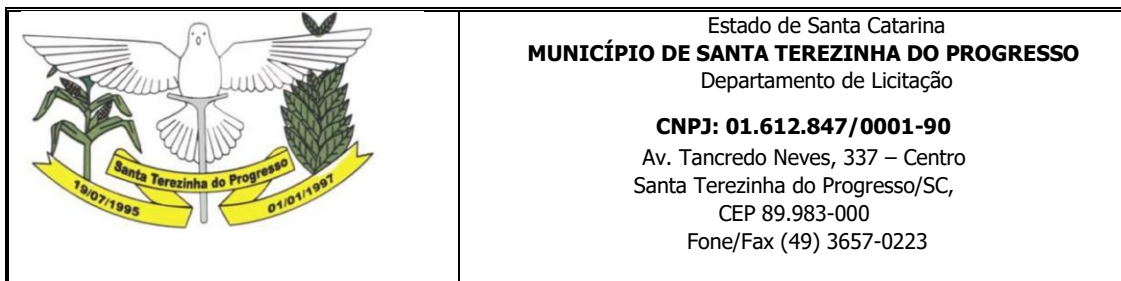 Santa Terezinha do Progresso
19/07/1995
01/01/1997
Estado de Santa Catarina
MUNICÍPIO DE SANTA TEREZINHA DO PROGRESSO
Departamento de Licitação
CNPJ: 01.612.847/0001-90
Av. Tancredo Neves, 337 – Centro
Santa Terezinha do Progresso/SC,
CEP 89.983-000
Fone/Fax (49) 3657-0223